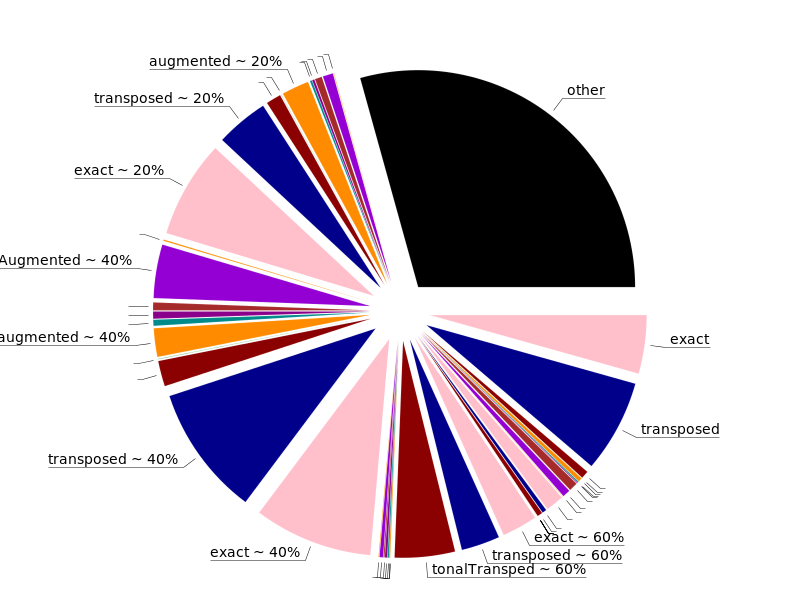 augmented ~ 20%
other
transposed ~ 20%
exact ~ 20%
Augmented ~ 40%
augmented ~ 40%
exact
transposed
transposed ~ 40%
exact ~ 60%
exact ~ 40%
transposed ~ 60%
tonalTransped ~ 60%